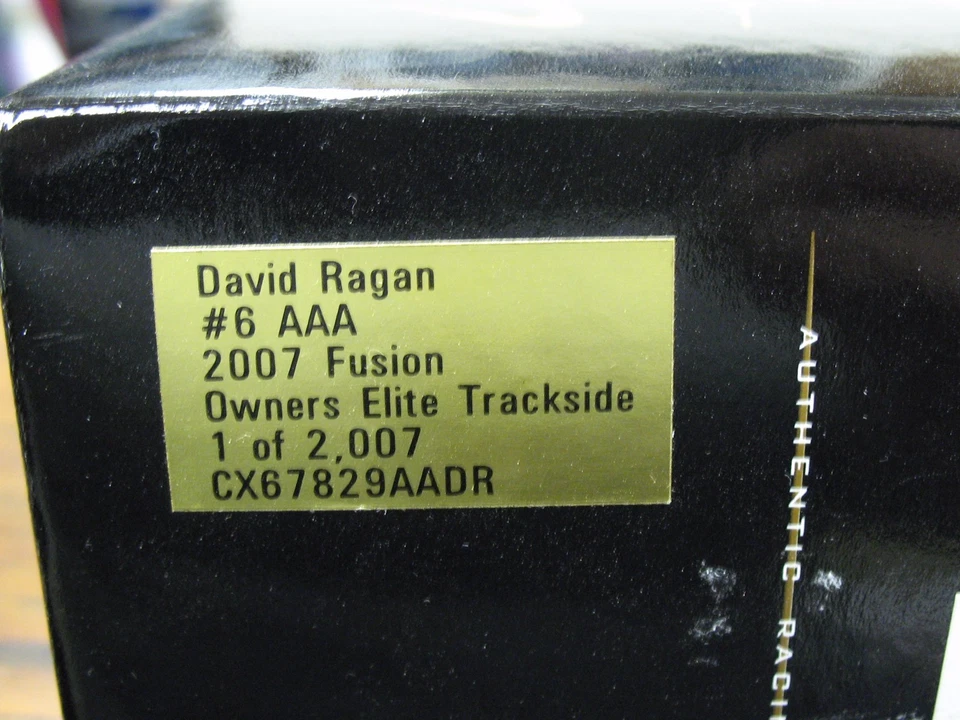 David Ragan
#6 AAA
2007 Fusion
Owners Elite Trackside
1 of 2,007
CX67829AADR
AUTHENTIC